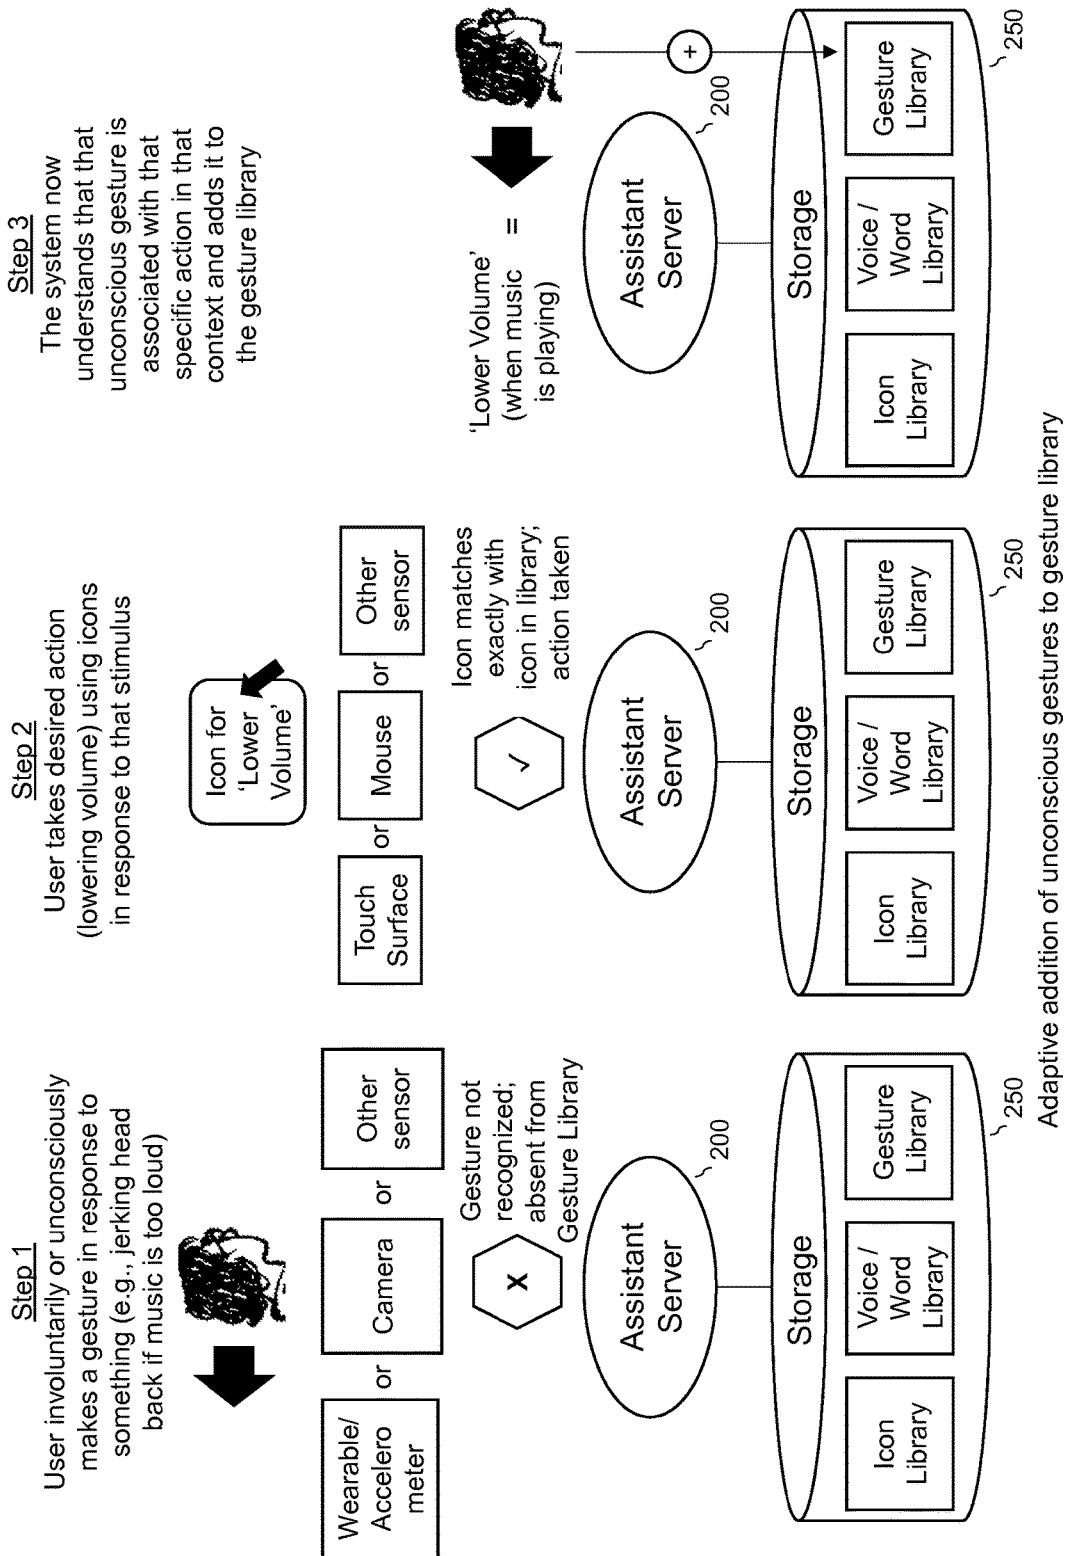 Step 1
User involuntarily or unconsciously
makes a gesture in response to
something (e.g., jerking head
back if music is too loud)
Wearable/
Accelero
meter
or
Camera
or
Other
sensor
X
Gesture not
recognized;
absent from
Gesture Library
Assistant
Server
200
Storage
Icon
Library
Voice /
Word
Library
Gesture
Library
250
Step 2
User takes desired action
(lowering volume) using icons
in response to that stimulus
Icon for
‘Lower
Volume’
Touch
Surface
or
Mouse
or
Other
sensor
✓
Icon matches
exactly with
icon in library;
action taken
Assistant
Server
200
Storage
Icon
Library
Voice /
Word
Library
Gesture
Library
250
Step 3
The system now
understands that that
unconscious gesture is
associated with that
specific action in that
context and adds it to
the gesture library
‘Lower Volume’
(when music
is playing)
=
+
Assistant
Server
200
Storage
Icon
Library
Voice /
Word
Library
Gesture
Library
250
Adaptive addition of unconscious gestures to gesture library